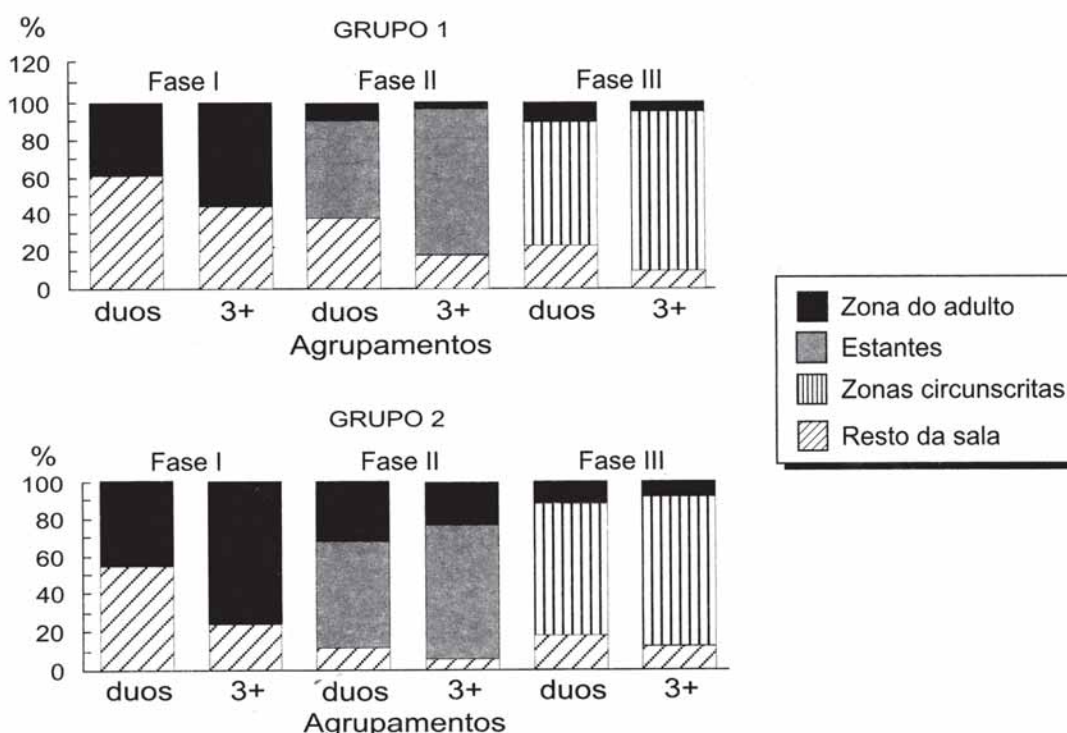 %
GRUPO 1
120
Fase I
Fase II
Fase III
100
80
60
40
20
0
duos
3+
duos
3+
duos
3+
Agrupamentos
Zona do adulto
Estantes
Zonas circunscritas
Resto da sala
GRUPO 2
%
Fase I
Fase II
Fase III
100
80
60
40
20
0
duos
3+
duos
3+
duos
3+
Agrupamentos